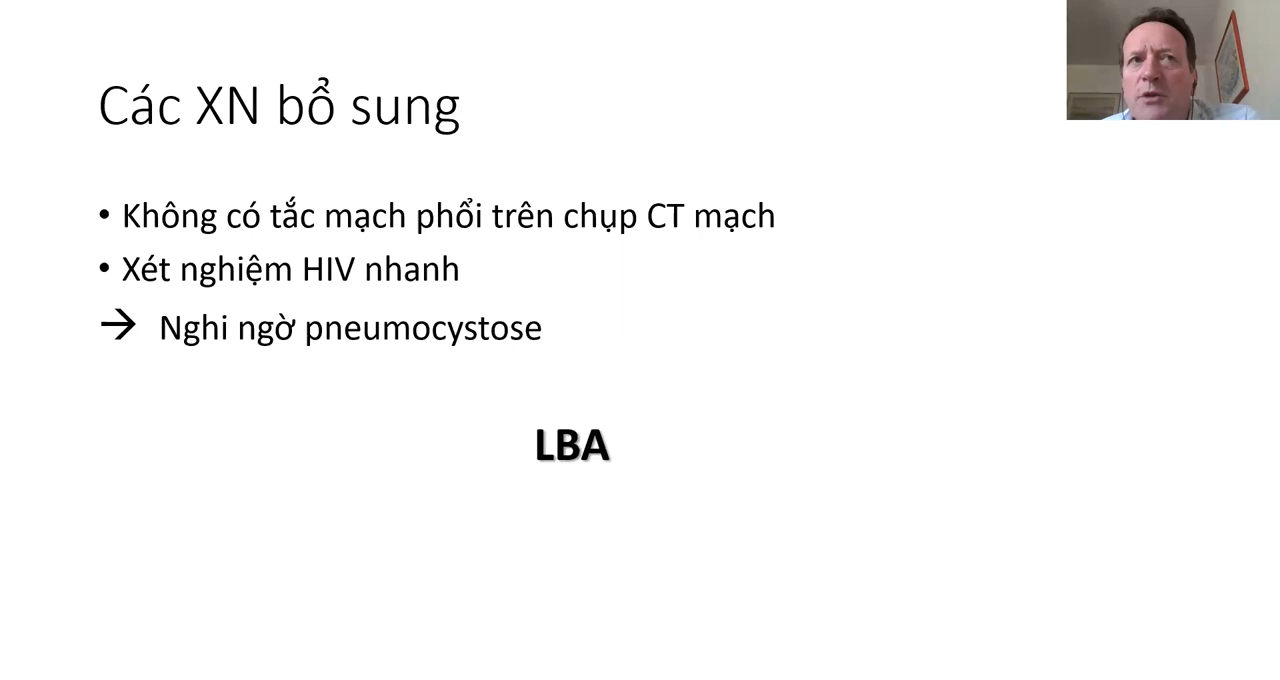 Các XN bổ sung
• Không có tắc mạch phổi trên chụp CT mạch
• Xét nghiệm HIV nhanh
→ Nghi ngờ pneumocystose
LBA